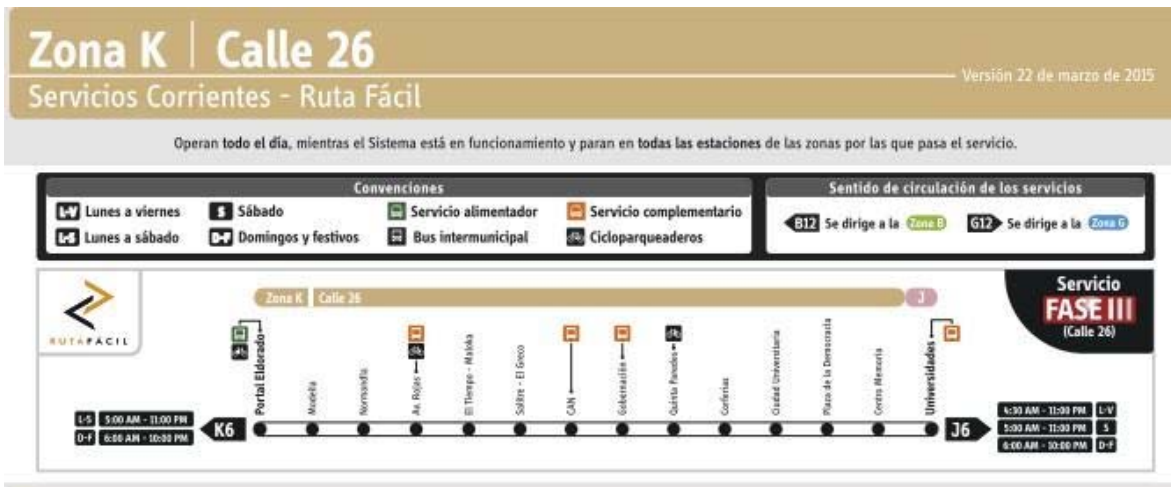 Zona K | Calle 26
Servicios Corrientes - Ruta Fácil
Versión 22 de marzo de 2015
Operan todo el día, mientras el Sistema está en funcionamiento y paran en todas las estaciones de las zonas por las que pasa el servicio.
Convenciones
L-V Lunes a viernes
S Sábado
Servicio alimentador
Servicio complementario
L-S Lunes a sábado
D-F Domingos y festivos
Bus intermunicipal
Cicloparqueaderos
Sentido de circulación de los servicios
B12 Se dirige a la Zona B
G12 Se dirige a la Zona G
RUTAFÁCIL
Zona K | Calle 26
J
Servicio
FASE III
(Calle 26)
Portal Eldorado
Modelia
Normandía
Av. Rojas
El Tiempo - Maloka
Salitre - El Greco
CAN
Gobernación
Quinta Paredes
Corferias
Ciudad Universitaria
Plaza de la Democracia
Centro Memoria
Universidades
L-S 5:00 AM - 11:00 PM
D-F 6:00 AM - 10:00 PM
K6
J6
4:30 AM - 11:00 PM L-V
5:00 AM - 11:00 PM S
6:00 AM - 10:00 PM D-F